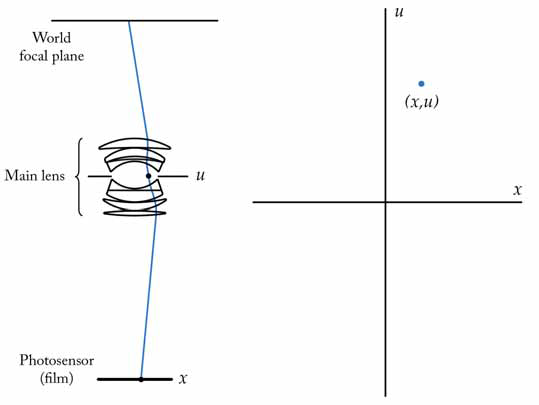 World
focal plane
Main lens
u
Photosensor
(film)
x
u
(x,u)
x